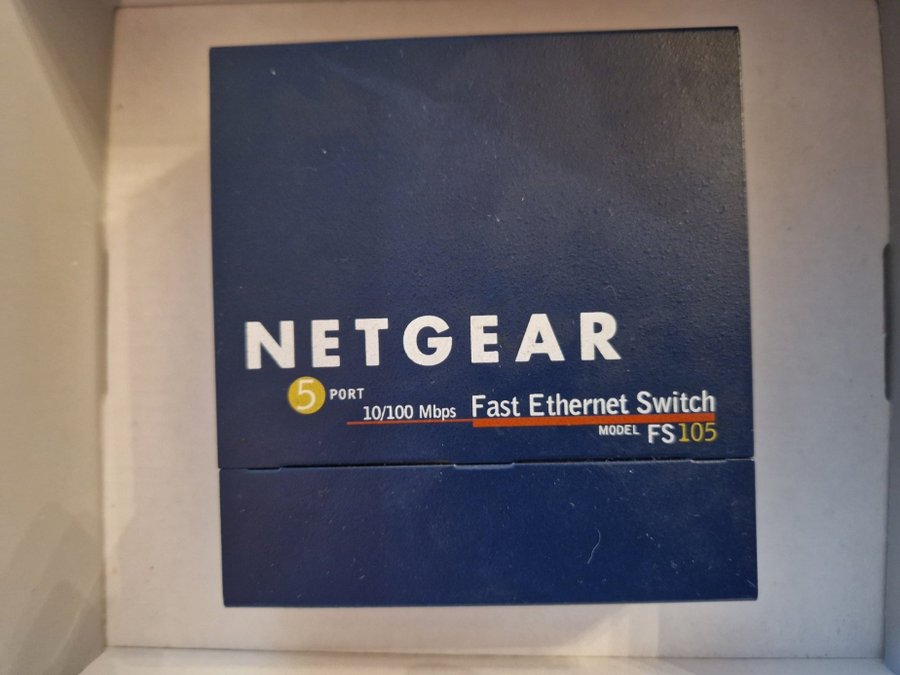 NETGEAR
5 PORT
10/100 Mbps Fast Ethernet Switch
MODEL FS105